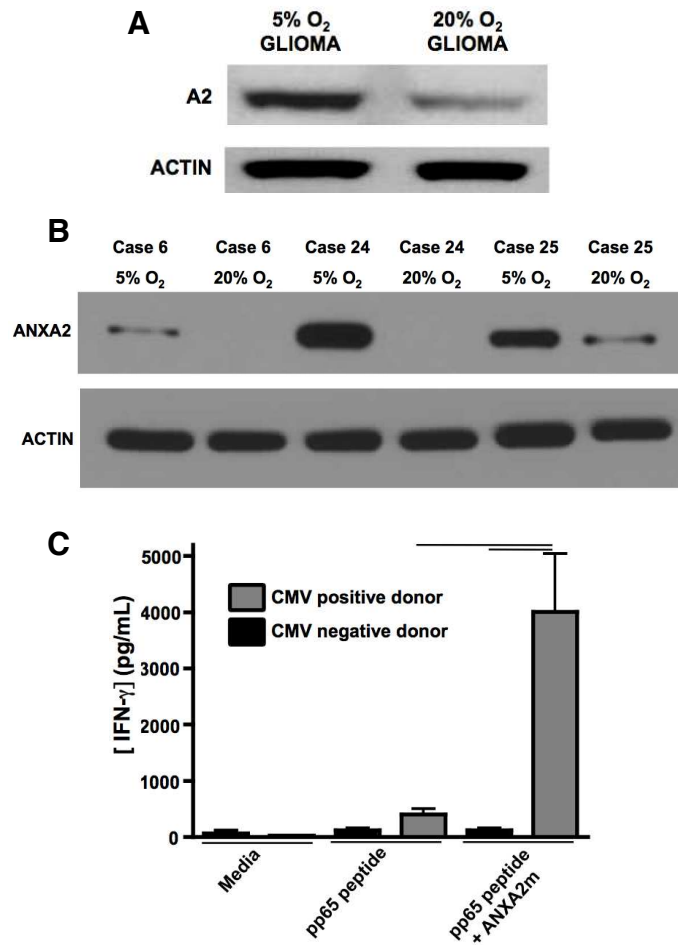 A
5% O2
GLIOMA
20% O2
GLIOMA
A2
ACTIN
B
Case 6
5% O2
Case 6
20% O2
Case 24
5% O2
Case 24
20% O2
Case 25
5% O2
Case 25
20% O2
ANXA2
ACTIN
C
[ IFN-γ] (pg/mL)
5000
4000
3000
2000
1000
0
CMV positive donor
CMV negative donor
Media
pp65 peptide
pp65 peptide
+ ANXA2m